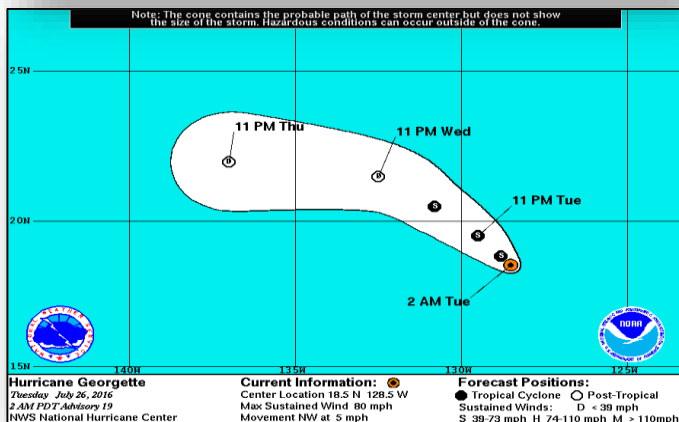 Note: The cone contains the probable path of the storm center but does not show
the size of the storm. Hazardous conditions can occur outside of the cone.
25N
11 PM Thu
11 PM Wed
D
D
S
11 PM Tue
20N
S
S
2 AM Tue
NOAA
15N
140W
135W
130W
125W
Hurricane Georgette
Tuesday July 26, 2016
2 AM PDT Advisory 19
NWS National Hurricane Center
Current Information:
Center Location 18.5 N 128.5 W
Max Sustained Wind 80 mph
Movement NW at 5 mph
Forecast Positions:
Tropical Cyclone Post-Tropical
Sustained Winds: D < 39 mph
S 39-73 mph H 74-110 mph M > 110mph